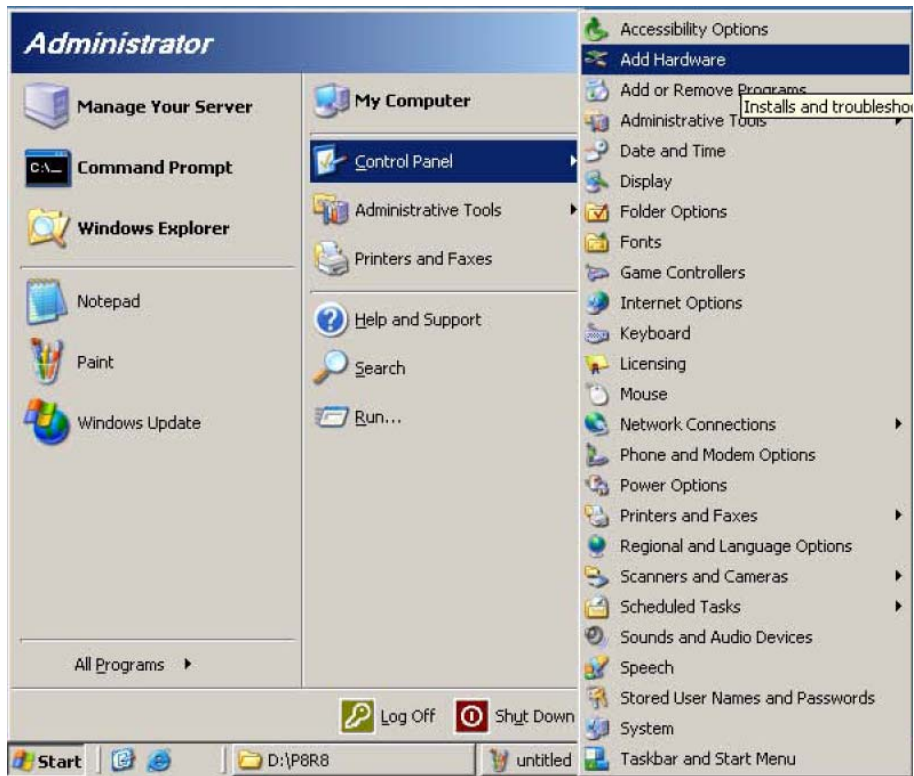 Administrator
Manage Your Server
Command Prompt
Windows Explorer
Notepad
Paint
Windows Update
All Programs
My Computer
Control Panel
Administrative Tools
Printers and Faxes
Help and Support
Search
Run...
Accessibility Options
Add Hardware
Add or Remove Programs
Installs and troublesho
Administrative Tools
Date and Time
Display
Folder Options
Fonts
Game Controllers
Internet Options
Keyboard
Licensing
Mouse
Network Connections
Phone and Modem Options
Power Options
Printers and Faxes
Regional and Language Options
Scanners and Cameras
Scheduled Tasks
Sounds and Audio Devices
Speech
Stored User Names and Passwords
System
Taskbar and Start Menu
Log Off
Shut Down
Start
D:\P8R8
untitled